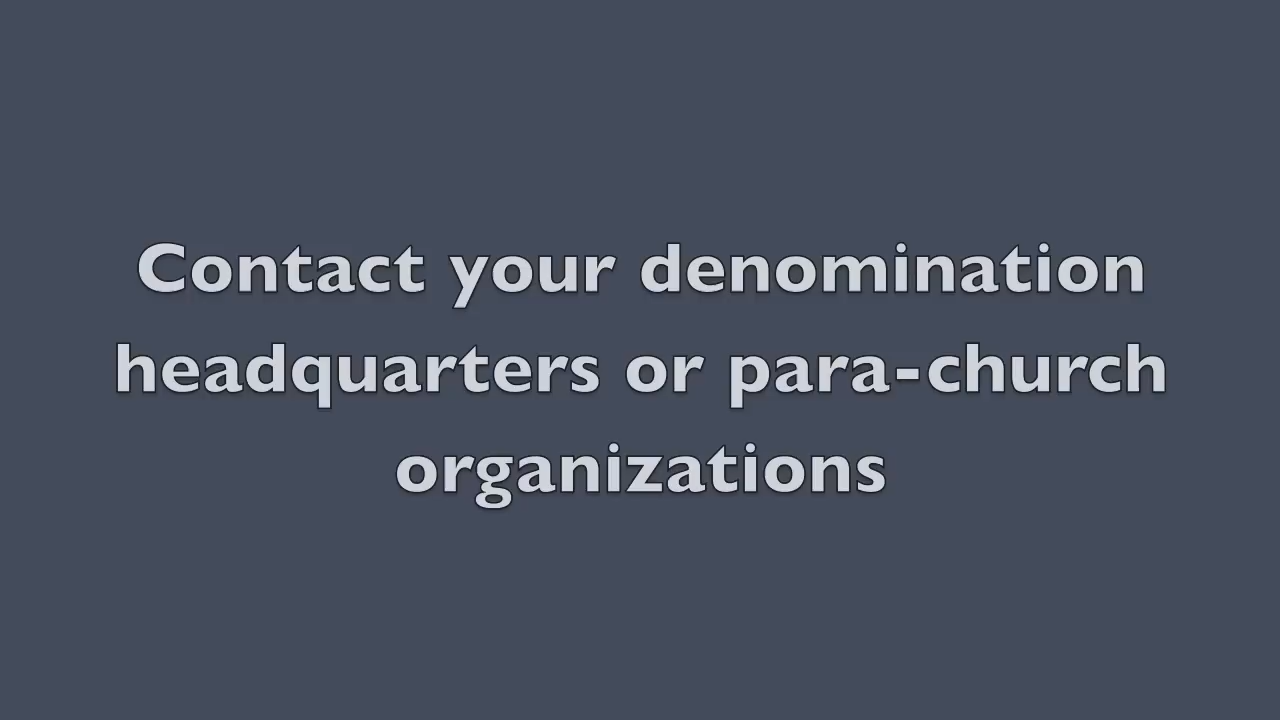 Contact your denomination
headquarters or para-church
organizations